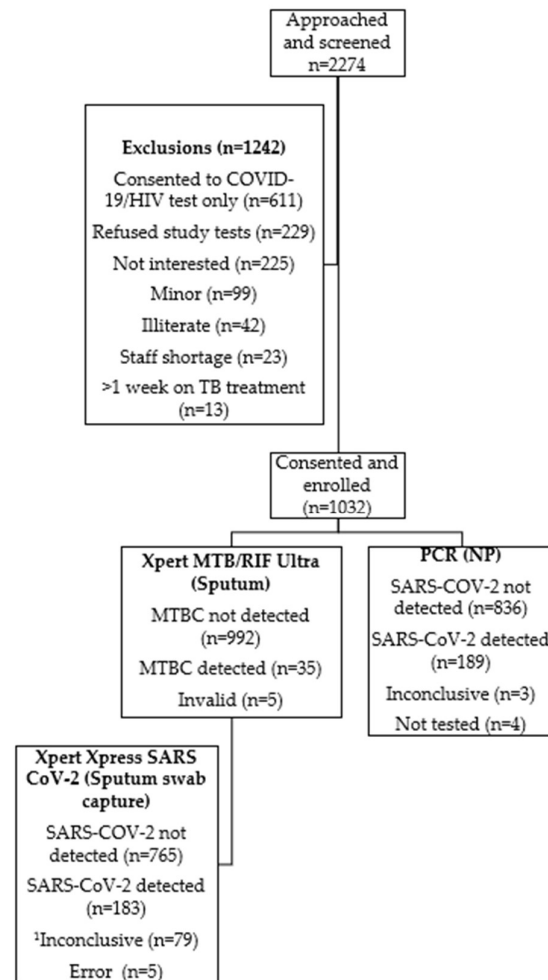 Approached
and screened
n=2274
Exclusions (n=1242)
Consented to COVID-
19/HIV test only (n=611)
Refused study tests (n=229)
Not interested (n=225)
Minor (n=99)
Illiterate (n=42)
Staff shortage (n=23)
>1 week on TB treatment
(n=13)
Consented and
enrolled
(n=1032)
Xpert MTB/RIF Ultra
(Sputum)
MTBC not detected
(n=992)
MTBC detected (n=35)
Invalid (n=5)
PCR (NP)
SARS-COV-2 not
detected (n=836)
SARS-CoV-2 detected
(n=189)
Inconclusive (n=3)
Not tested (n=4)
Xpert Xpress SARS
CoV-2 (Sputum swab
capture)
SARS-COV-2 not
detected (n=765)
SARS-CoV-2 detected
(n=183)
¹Inconclusive (n=79)
Error (n=5)